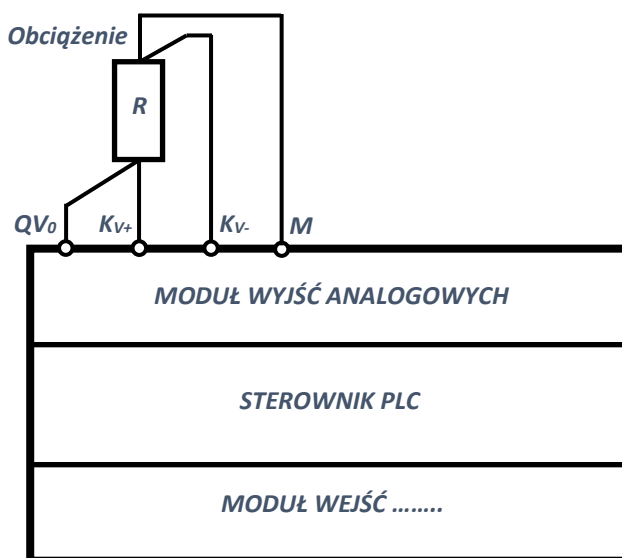 Obciążenie
R
QV₀ Kv+ Kv- M
MODUŁ WYJŚĆ ANALOGOWYCH
STEROWNIK PLC
MODUŁ WEJŚĆ ……..